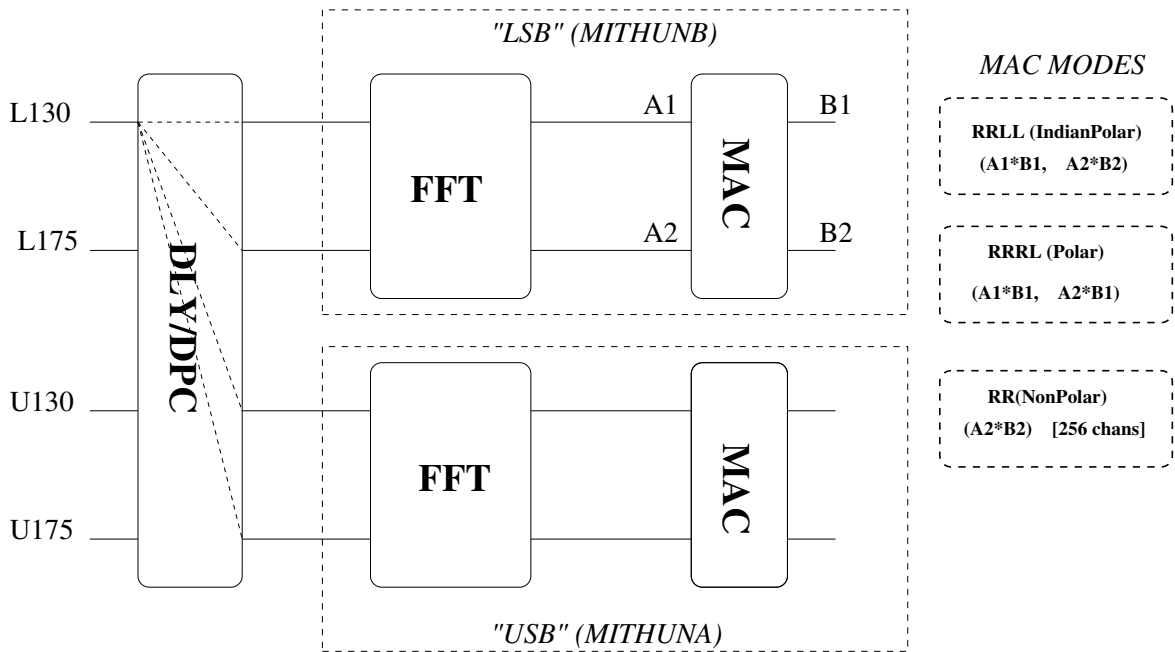 "LSB" (MITHUNB)
MAC MODES
L130
A1
B1
RRLL (IndianPolar)
(A1*B1, A2*B2)
FFT
MAC
L175
A2
B2
RRRL (Polar)
(A1*B1, A2*B1)
DLY/DPC
U130
RR(NonPolar)
(A2*B2) [256 chans]
FFT
MAC
U175
"USB" (MITHUNA)